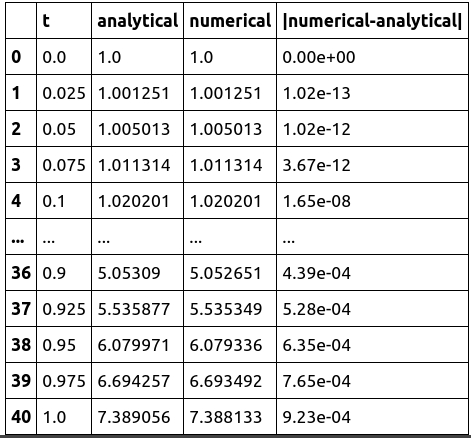 t analytical numerical |numerical-analytical|
0 0.0 1.0 1.0 0.00e+00
1 0.025 1.001251 1.001251 1.02e-13
2 0.05 1.005013 1.005013 1.02e-12
3 0.075 1.011314 1.011314 3.67e-12
4 0.1 1.020201 1.020201 1.65e-08
... ... ... ... ...
36 0.9 5.05309 5.052651 4.39e-04
37 0.925 5.535877 5.535349 5.28e-04
38 0.95 6.079971 6.079336 6.35e-04
39 0.975 6.694257 6.693492 7.65e-04
40 1.0 7.389056 7.388133 9.23e-04